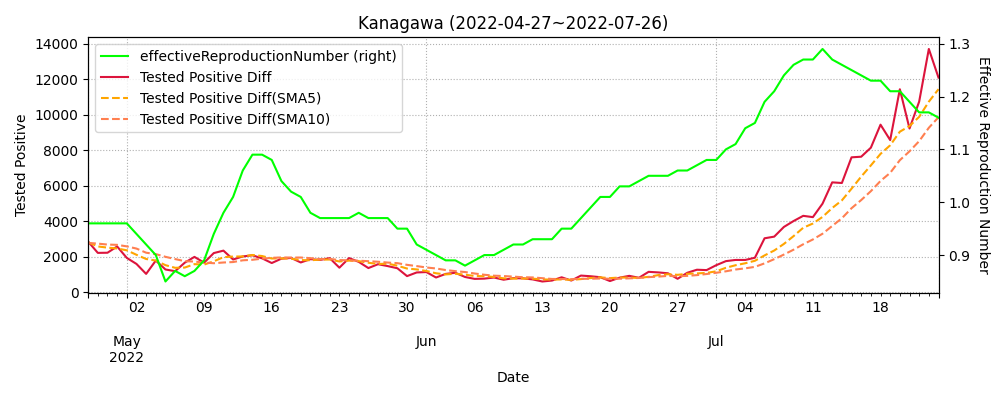 Kanagawa (2022-04-27~2022-07-26)
effectiveReproductionNumber (right)
Tested Positive Diff
Tested Positive Diff(SMA5)
Tested Positive Diff(SMA10)
Tested Positive
14000
12000
10000
8000
6000
4000
2000
0
1.3
1.2
1.1
1.0
0.9
Effective Reproduction Number
02 09 16 23 30 06 13 20 27 04 11 18
May Jun Jul
2022
Date